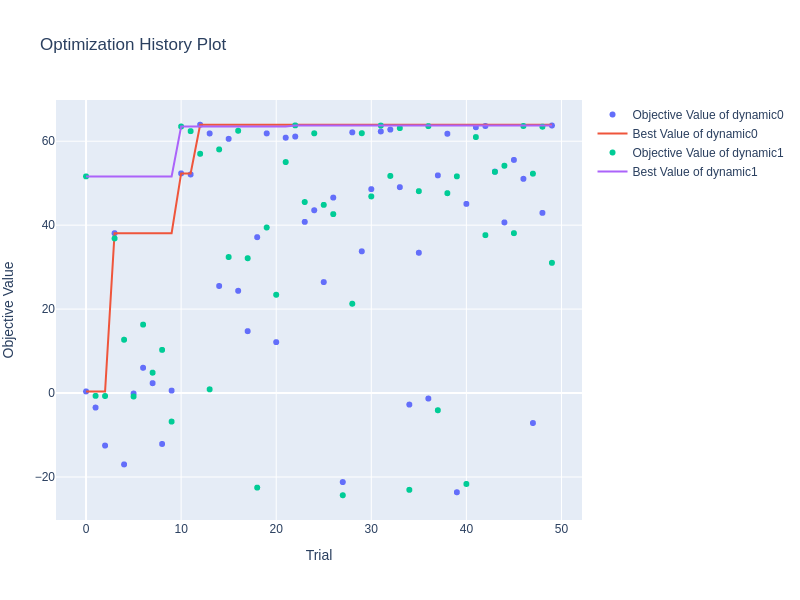 Optimization History Plot
Objective Value of dynamic0
Best Value of dynamic0
Objective Value of dynamic1
Best Value of dynamic1
60
40
20
0
−20
Objective Value
0 10 20 30 40 50
Trial